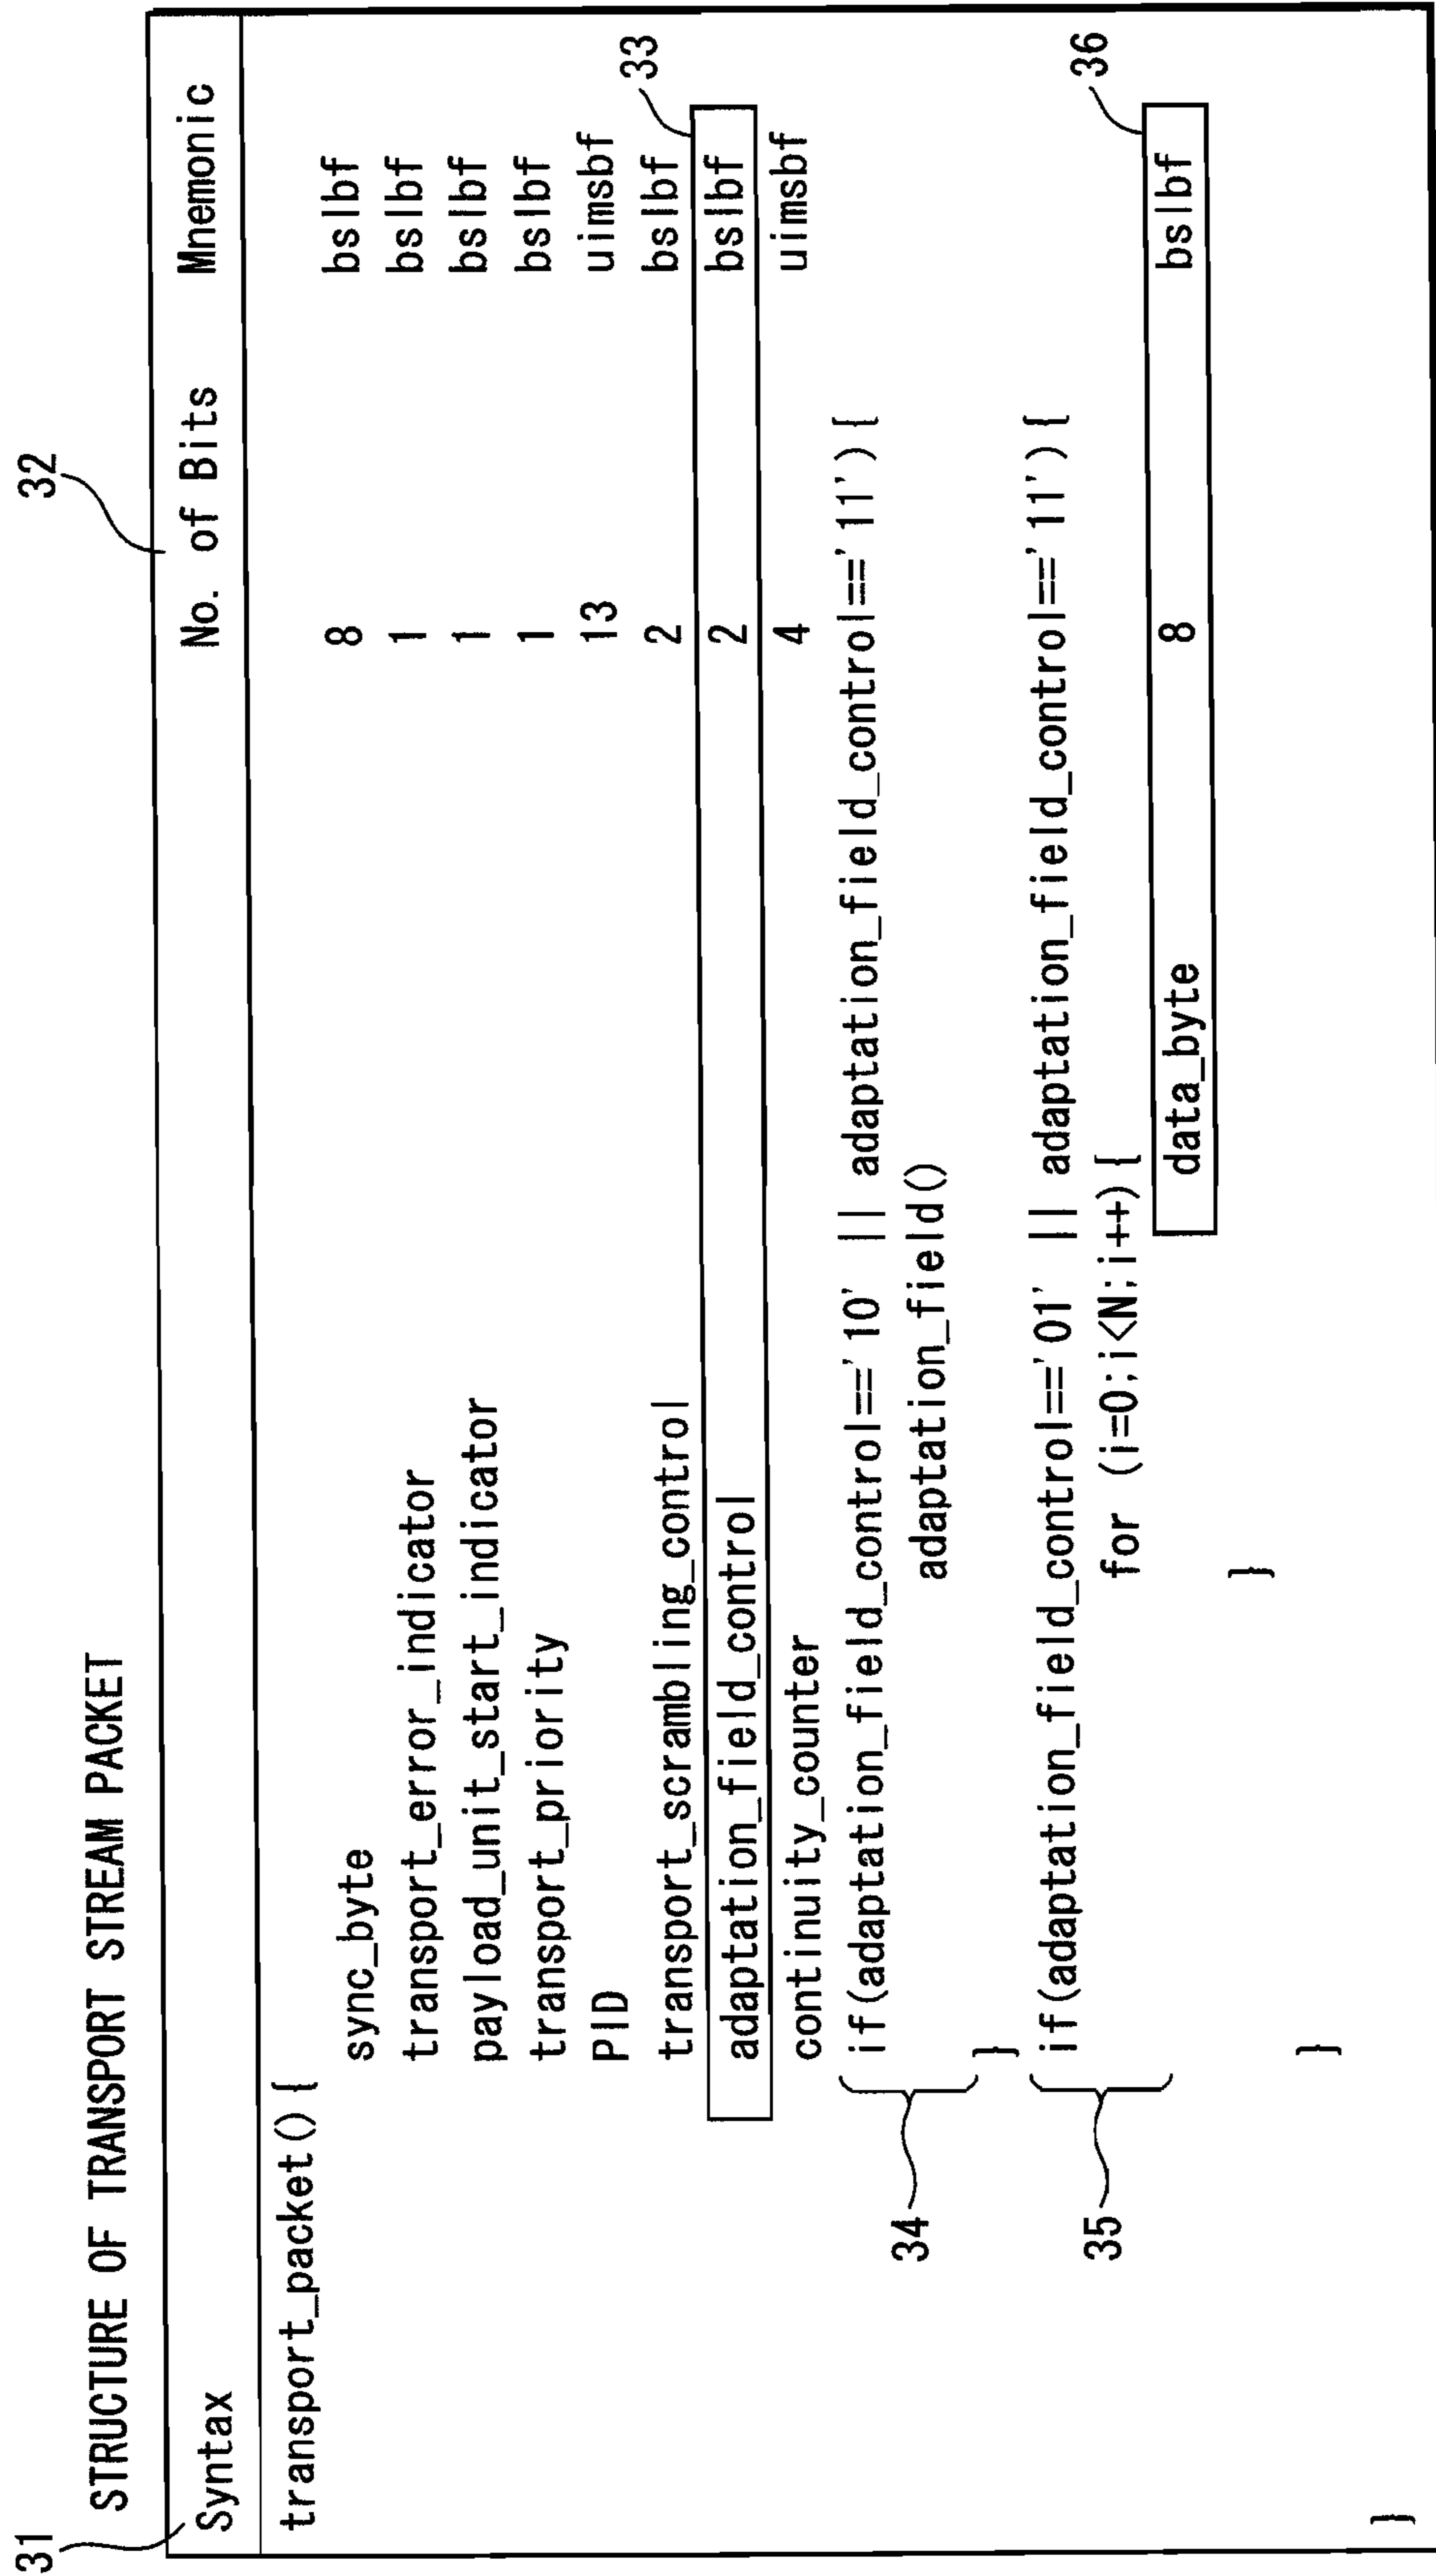 STRUCTURE OF TRANSPORT STREAM PACKET
31
32
Syntax No. of Bits Mnemonic
transport_packet() {
sync_byte 8 bslbf
transport_error_indicator 1 bslbf
payload_unit_start_indicator 1 bslbf
transport_priority 1 bslbf
PID 13 uimsbf
transport_scrambling_control 2 bslbf
33
adaptation_field_control 2 bslbf
continuity_counter 4 uimsbf
if(adaptation_field_control=='10' || adaptation_field_control=='11') {
34
adaptation_field()
}
if(adaptation_field_control=='01' || adaptation_field_control=='11') {
35
for (i=0;i<N;i++) {
36
data_byte 8 bslbf
}
}
}